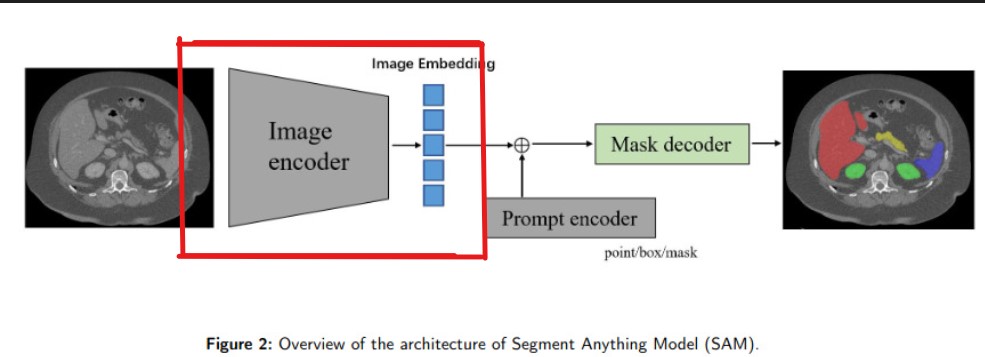 Image Embedding
Image
encoder
Mask decoder
Prompt encoder
point/box/mask
Figure 2: Overview of the architecture of Segment Anything Model (SAM).